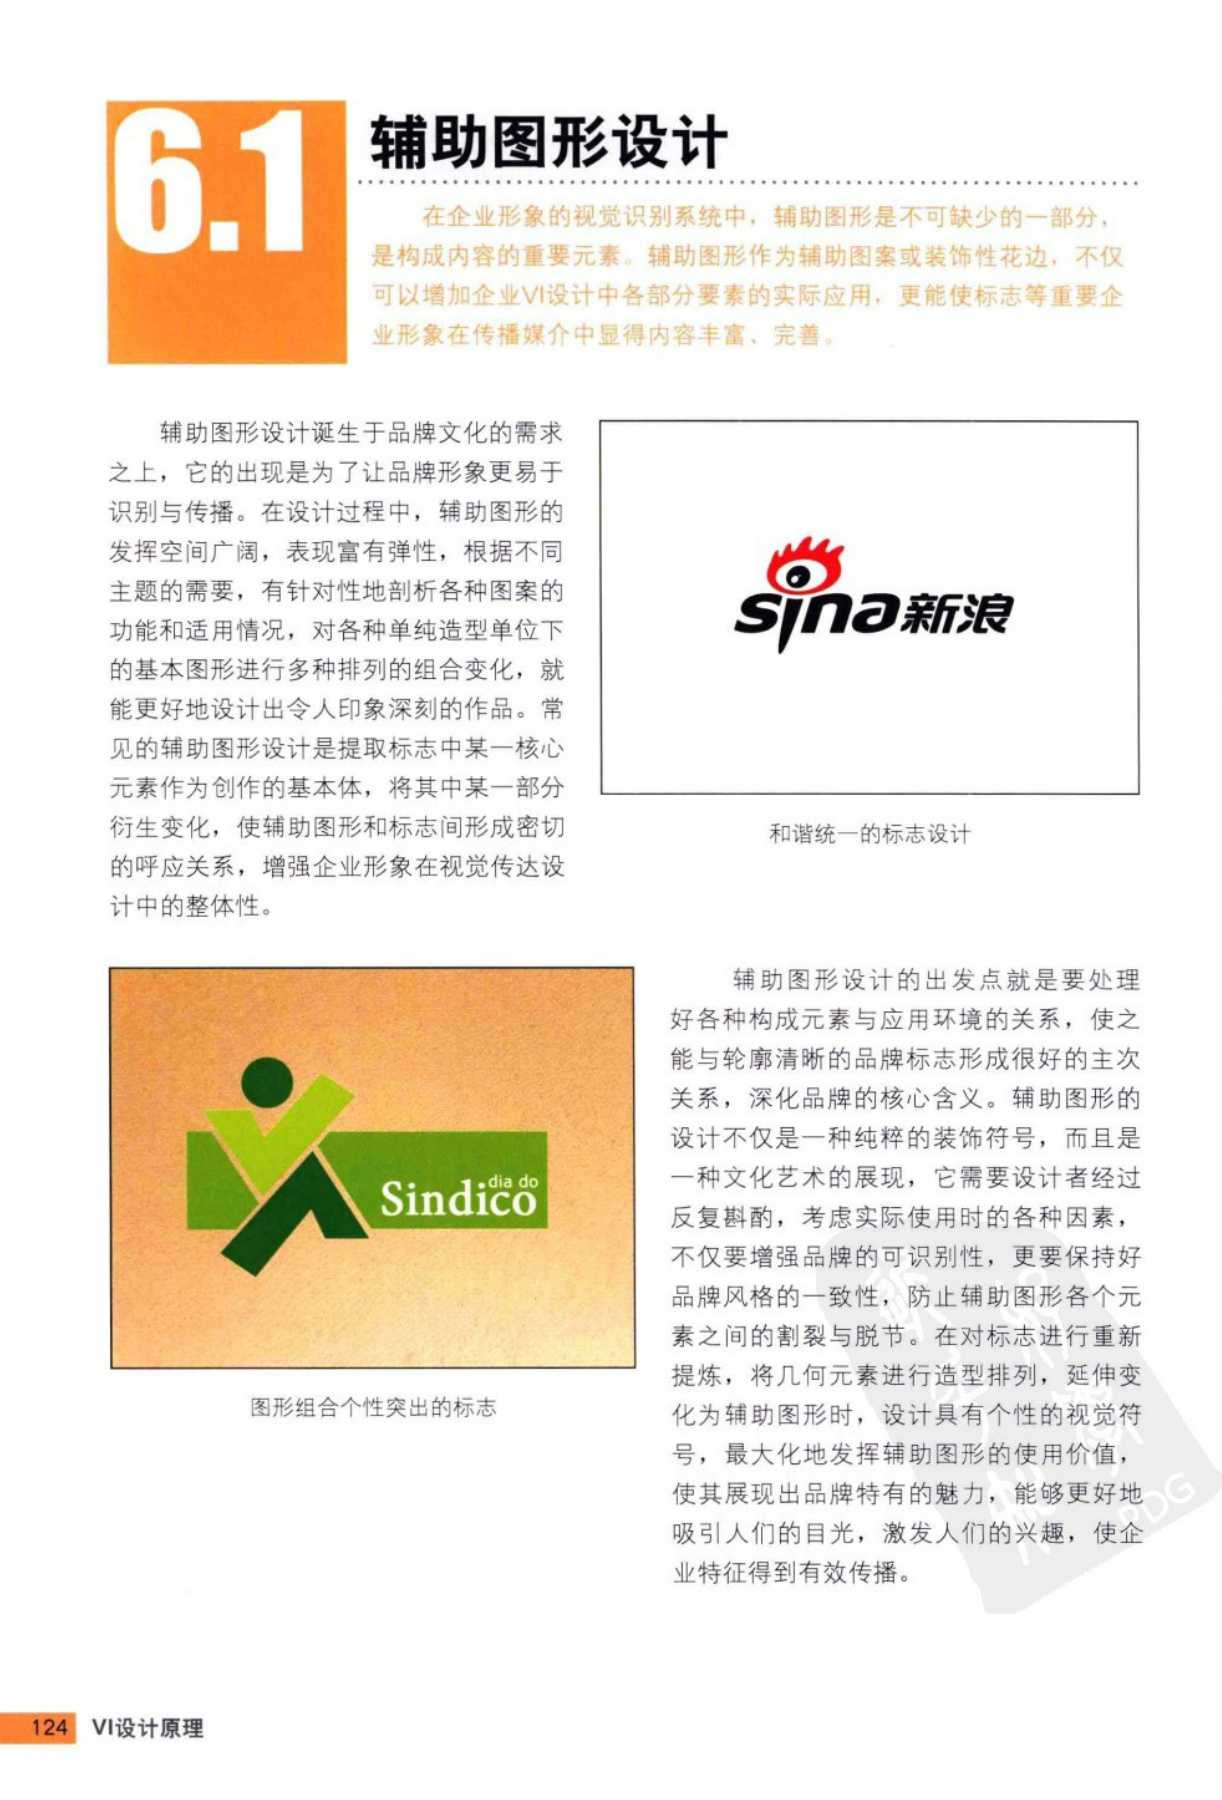 6.1
辅助图形设计
在企业形象的视觉识别系统中，辅助图形是不可缺少的一部分，
是构成内容的重要元素。辅助图形作为辅助图案或装饰性花边，不仅
可以增加企业VI设计中各部分要素的实际应用，更能使标志等重要企
业形象在传播媒介中显得内容丰富、完善。
辅助图形设计诞生于品牌文化的需求
之上，它的出现是为了让品牌形象更易于
识别与传播。在设计过程中，辅助图形的
发挥空间广阔，表现富有弹性，根据不同
主题的需要，有针对性地剖析各种图案的
功能和适用情况，对各种单纯造型单位下
的基本图形进行多种排列的组合变化，就
能更好地设计出令人印象深刻的作品。常
见的辅助图形设计是提取标志中某一核心
元素作为创作的基本体，将其中某一部分
衍生变化，使辅助图形和标志间形成密切
的呼应关系，增强企业形象在视觉传达设
计中的整体性。
sina新浪
和谐统一的标志设计
dia do
Sindico
图形组合个性突出的标志
辅助图形设计的出发点就是要处理
好各种构成元素与应用环境的关系，使之
能与轮廓清晰的品牌标志形成很好的主次
关系，深化品牌的核心含义。辅助图形的
设计不仅是一种纯粹的装饰符号，而且是
一种文化艺术的展现，它需要设计者经过
反复斟酌，考虑实际使用时的各种因素，
不仅要增强品牌的可识别性，更要保持好
品牌风格的一致性，防止辅助图形各个元
素之间的割裂与脱节。在对标志进行重新
提炼，将几何元素进行造型排列，延伸变
化为辅助图形时，设计具有个性的视觉符
号，最大化地发挥辅助图形的使用价值，
使其展现出品牌特有的魅力，能够更好地
吸引人们的目光，激发人们的兴趣，使企
业特征得到有效传播。
PDG
124 VI设计原理